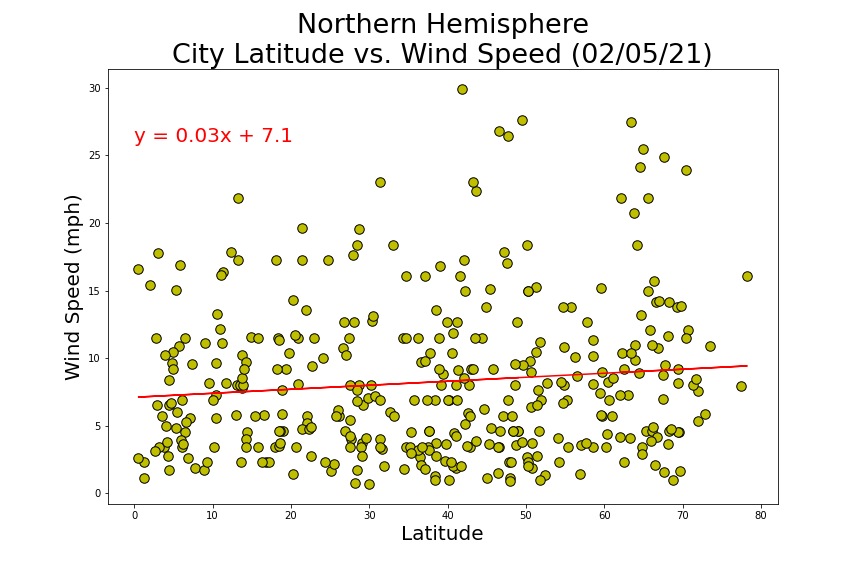 Northern Hemisphere
City Latitude vs. Wind Speed (02/05/21)
y = 0.03x + 7.1
Wind Speed (mph)
30
25
20
15
10
5
0
0 10 20 30 40 50 60 70 80
Latitude